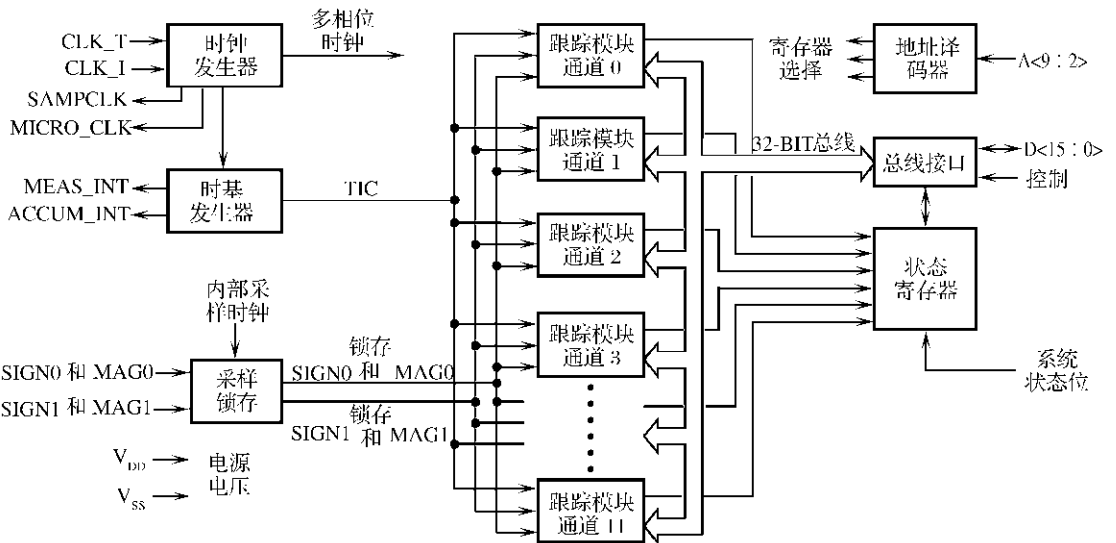 CLK_T
CLK_I
时钟
发生器
多相位
时钟
SAMPCLK
MICRO_CLK
MEAS_INT
ACCUM_INT
时基
发生器
TIC
内部采
样时钟
SIGN0 和 MAG0
SIGN1 和 MAG1
采样
锁存
锁存
SIGN0 和 MAG0
锁存
SIGN1 和 MAG1
V_DD
V_SS
电源
电压
跟踪模块
通道 0
跟踪模块
通道 1
跟踪模块
通道 2
跟踪模块
通道 3
跟踪模块
通道 11
寄存器
选择
地址译
码器
A<9：2>
32-BIT总线
总线接口
D<15：0>
控制
状态
寄存器
系统
状态位